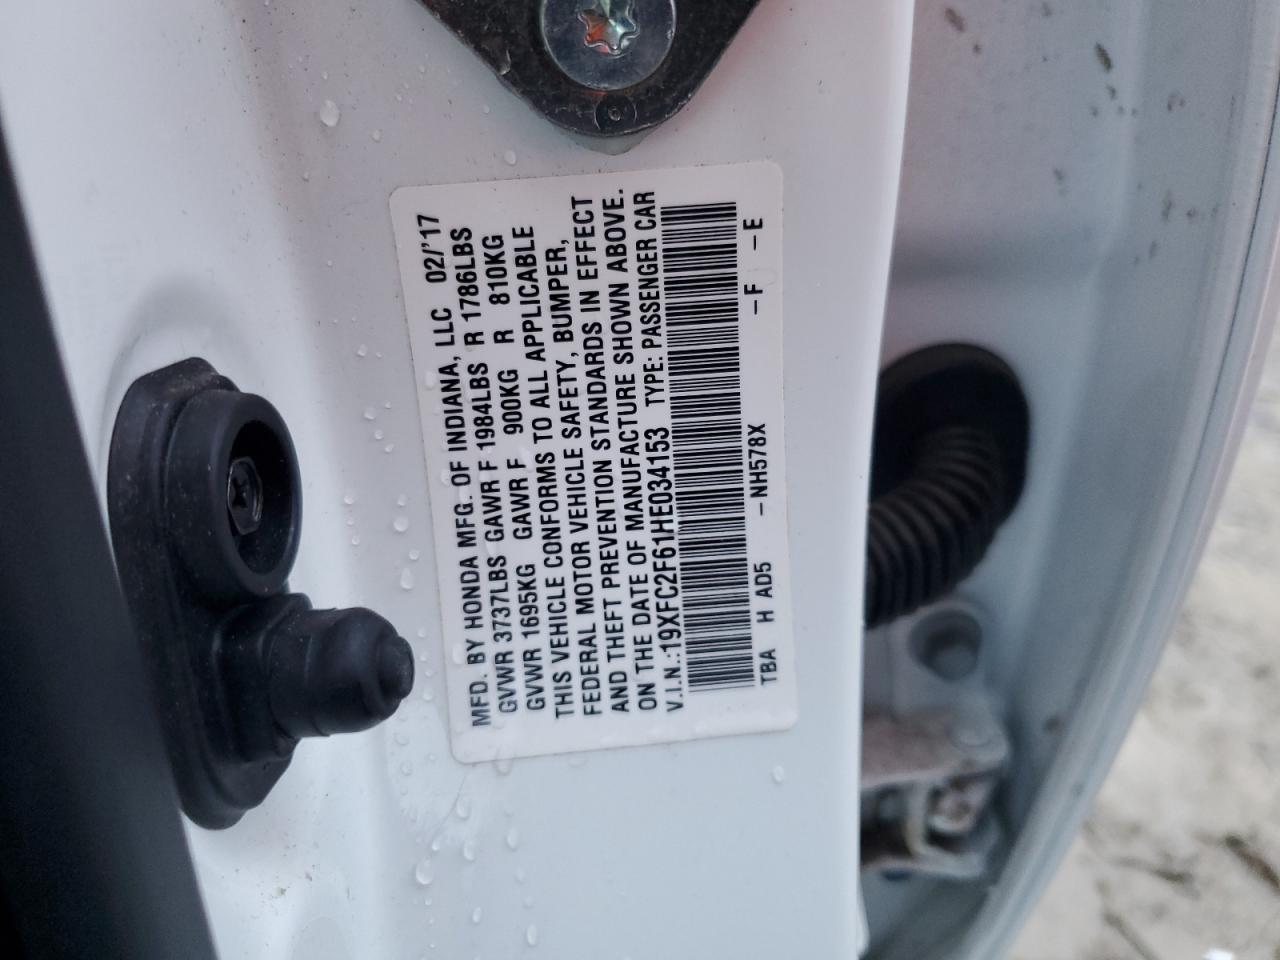 MFD. BY HONDA MFG. OF INDIANA, LLC 02/'17
GVWR 3737LBS GAWR F 1984LBS R 1786LBS
GVWR 1695KG GAWR F 900KG R 810KG
THIS VEHICLE CONFORMS TO ALL APPLICABLE
FEDERAL MOTOR VEHICLE SAFETY, BUMPER,
AND THEFT PREVENTION STANDARDS IN EFFECT
ON THE DATE OF MANUFACTURE SHOWN ABOVE.
V.I.N.:19XFC2F61HE034153 TYPE: PASSENGER CAR
TBA H AD5 -NH578X -F -E